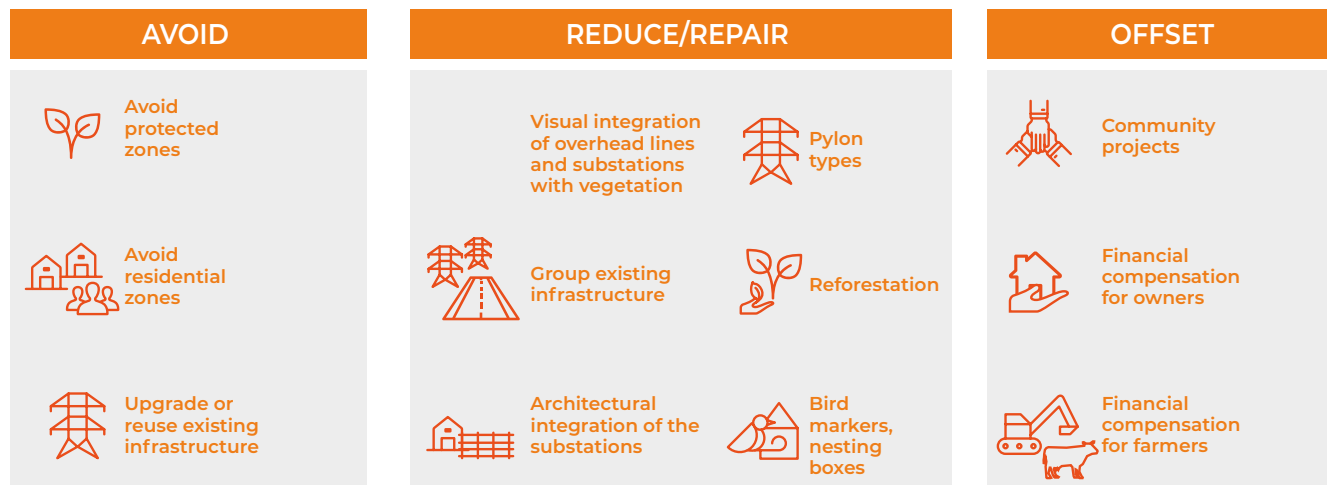 AVOID
Avoid
protected
zones
Avoid
residential
zones
Upgrade or
reuse existing
infrastructure
REDUCE/REPAIR
Visual integration
of overhead lines
and substations
with vegetation
Pylon
types
Group existing
infrastructure
Reforestation
Architectural
integration of the
substations
Bird
markers,
nesting
boxes
OFFSET
Community
projects
Financial
compensation
for owners
Financial
compensation
for farmers